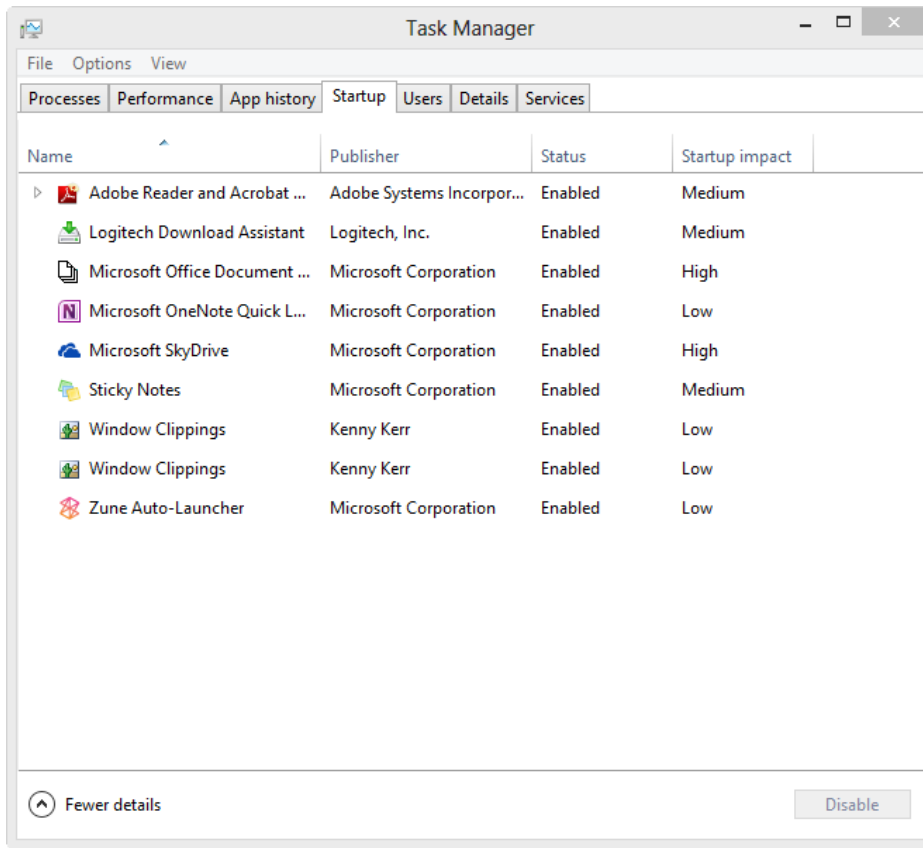 Task Manager
File Options View
Processes Performance App history Startup Users Details Services
Name Publisher Status Startup impact
Adobe Reader and Acrobat ... Adobe Systems Incorpor... Enabled Medium
Logitech Download Assistant Logitech, Inc. Enabled Medium
Microsoft Office Document ... Microsoft Corporation Enabled High
Microsoft OneNote Quick L... Microsoft Corporation Enabled Low
Microsoft SkyDrive Microsoft Corporation Enabled High
Sticky Notes Microsoft Corporation Enabled Medium
Window Clippings Kenny Kerr Enabled Low
Window Clippings Kenny Kerr Enabled Low
Zune Auto-Launcher Microsoft Corporation Enabled Low
Fewer details Disable